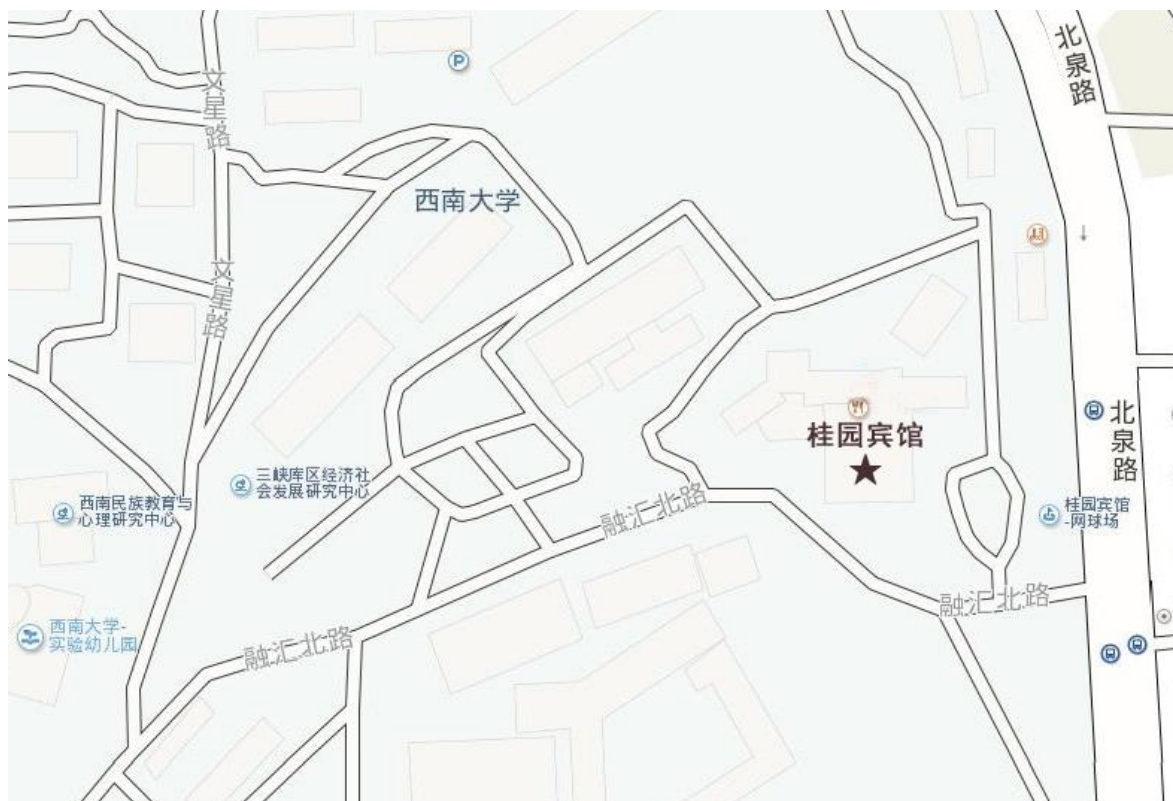 北泉路
文星路
P
西南大学
文星路
北泉路
桂园宾馆
★
三峡库区经济社
会发展研究中心
西南民族教育与
心理研究中心
融汇北路
桂园宾馆
-网球场
融汇北路
西南大学-
实验幼儿园
融汇北路